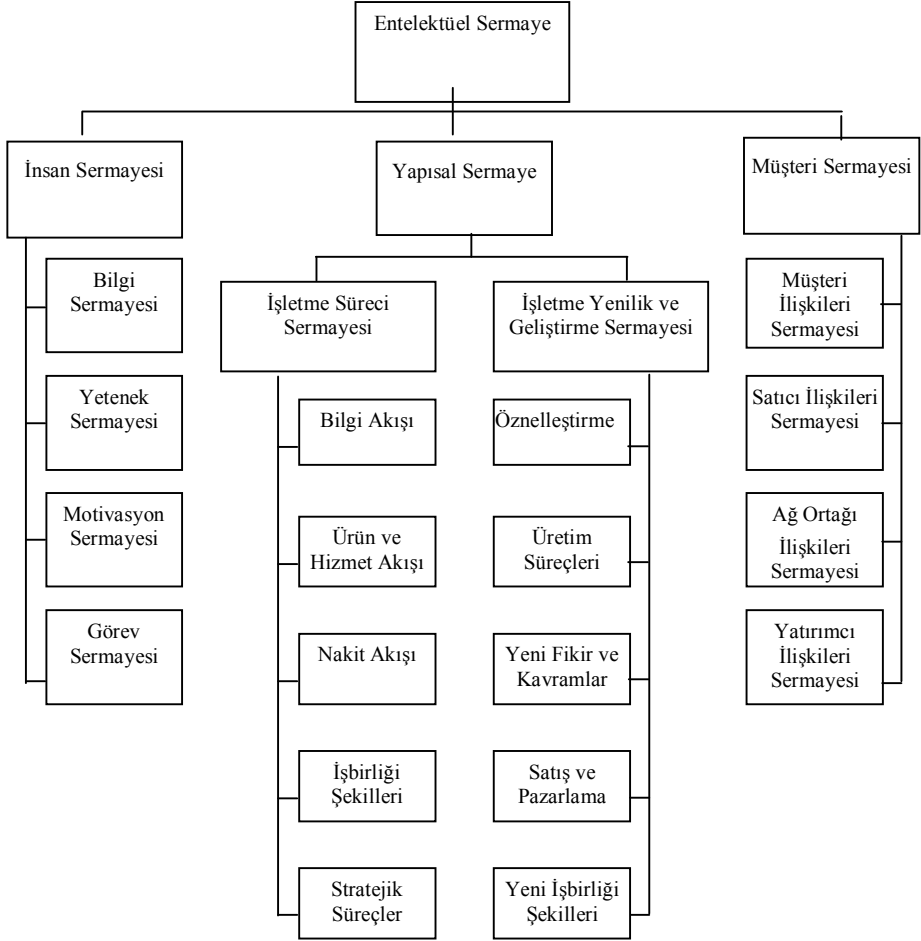 Entelektüel Sermaye
İnsan Sermayesi
Yapısal Sermaye
Müşteri Sermayesi
Bilgi
Sermayesi
Yetenek
Sermayesi
Motivasyon
Sermayesi
Görev
Sermayesi
İşletme Süreci
Sermayesi
Bilgi Akışı
Ürün ve
Hizmet Akışı
Nakit Akışı
İşbirliği
Şekilleri
Stratejik
Süreçler
İşletme Yenilik ve
Geliştirme Sermayesi
Öznelleştirme
Üretim
Süreçleri
Yeni Fikir ve
Kavramlar
Satış ve
Pazarlama
Yeni İşbirliği
Şekilleri
Müşteri
İlişkileri
Sermayesi
Satıcı İlişkileri
Sermayesi
Ağ Ortağı
İlişkileri
Sermayesi
Yatırımcı
İlişkileri
Sermayesi